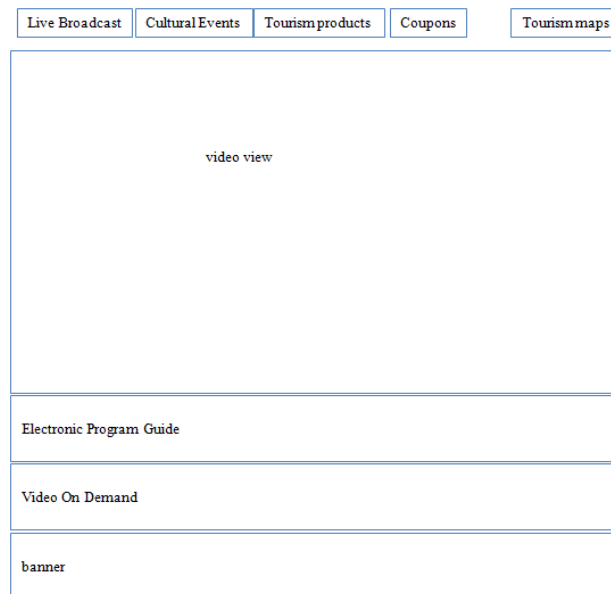 Live Broadcast
Cultural Events
Tourism products
Coupons
Tourism maps
video view
Electronic Program Guide
Video On Demand
banner